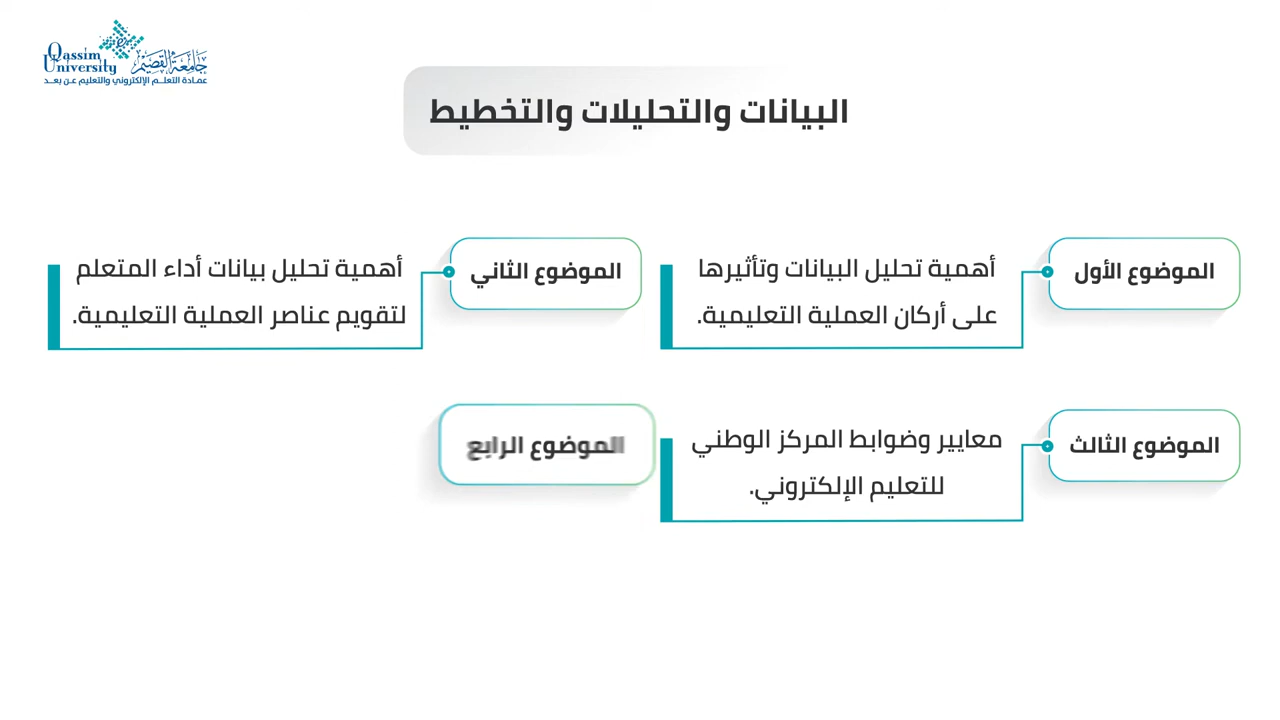 Qassim
University
جامعة القصيم
عمادة التعلم الإلكتروني والتعليم عن بعد
البيانات والتحليلات والتخطيط
الموضوع الأول
أهمية تحليل البيانات وتأثيرها
على أركان العملية التعليمية.
الموضوع الثاني
أهمية تحليل بيانات أداء المتعلم
لتقويم عناصر العملية التعليمية.
الموضوع الثالث
معايير وضوابط المركز الوطني
للتعليم الإلكتروني.
الموضوع الرابع